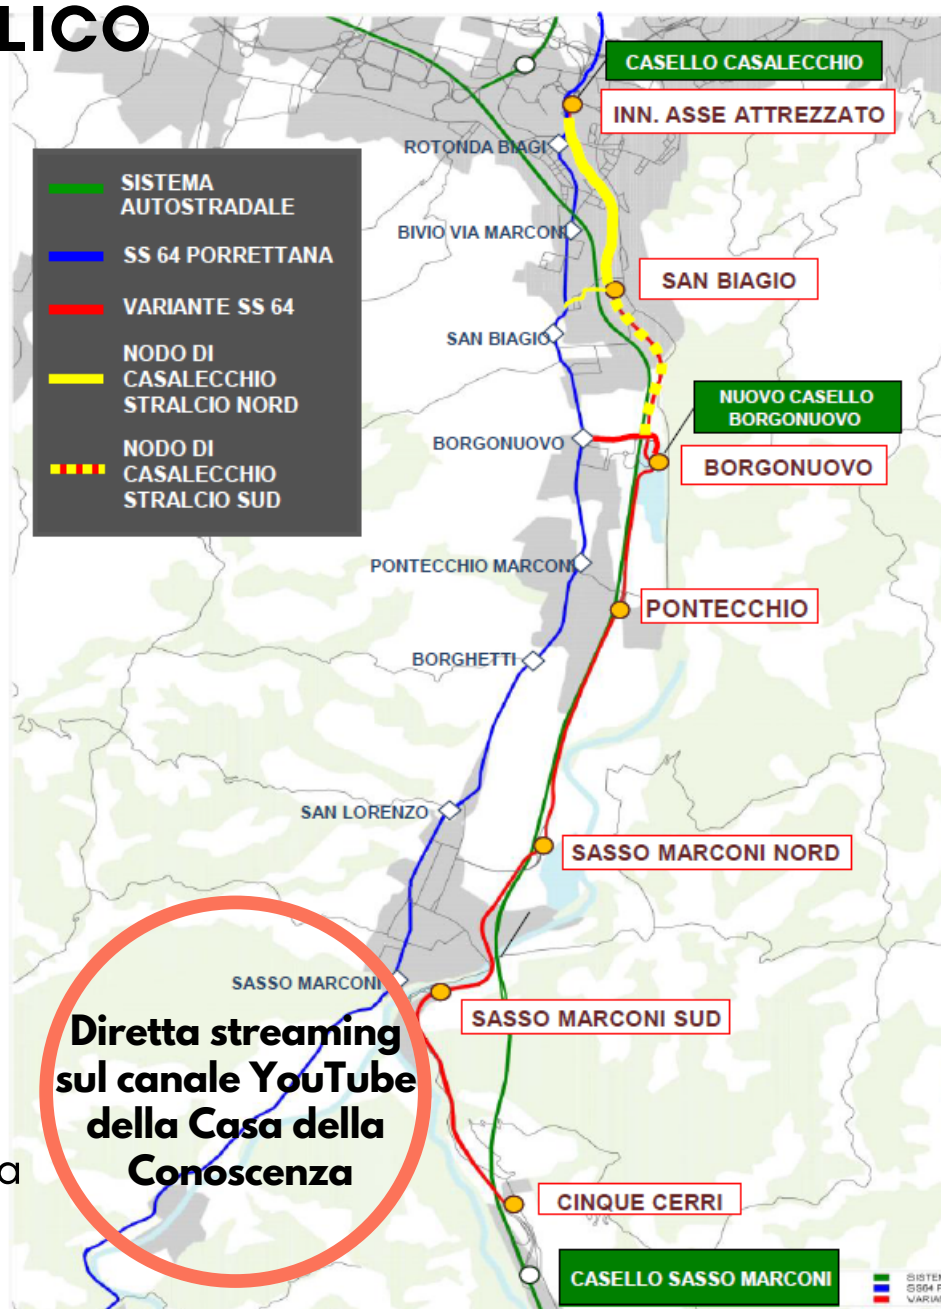 LICO
CASELLO CASALECCHIO
INN. ASSE ATTREZZATO
ROTONDA BIAGI
SISTEMA
AUTOSTRADALE
SS 64 PORRETTANA
VARIANTE SS 64
NODO DI
CASALECCHIO
STRALCIO NORD
NODO DI
CASALECCHIO
STRALCIO SUD
BIVIO VIA MARCONI
SAN BIAGIO
SAN BIAGIO
NUOVO CASELLO
BORGONUOVO
BORGONUOVO
BORGONUOVO
PONTECCHIO MARCONI
PONTECCHIO
BORGHETTI
SAN LORENZO
SASSO MARCONI NORD
SASSO MARCONI
SASSO MARCONI SUD
Diretta streaming
sul canale YouTube
della Casa della
Conoscenza
a
CINQUE CERRI
CASELLO SASSO MARCONI
SISTEM
SS64 P
VARIAN